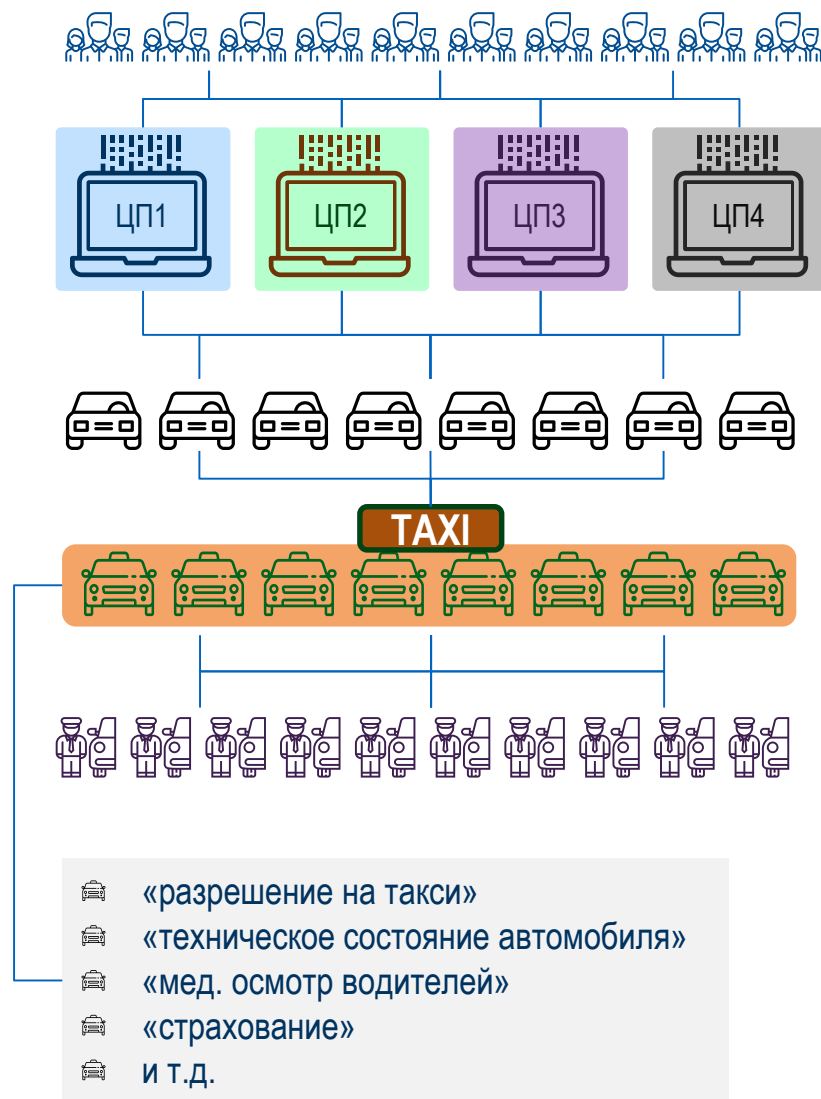 ЦП1 ЦП2 ЦП3 ЦП4
TAXI
«разрешение на такси»
«техническое состояние автомобиля»
«мед. осмотр водителей»
«страхование»
и т.д.